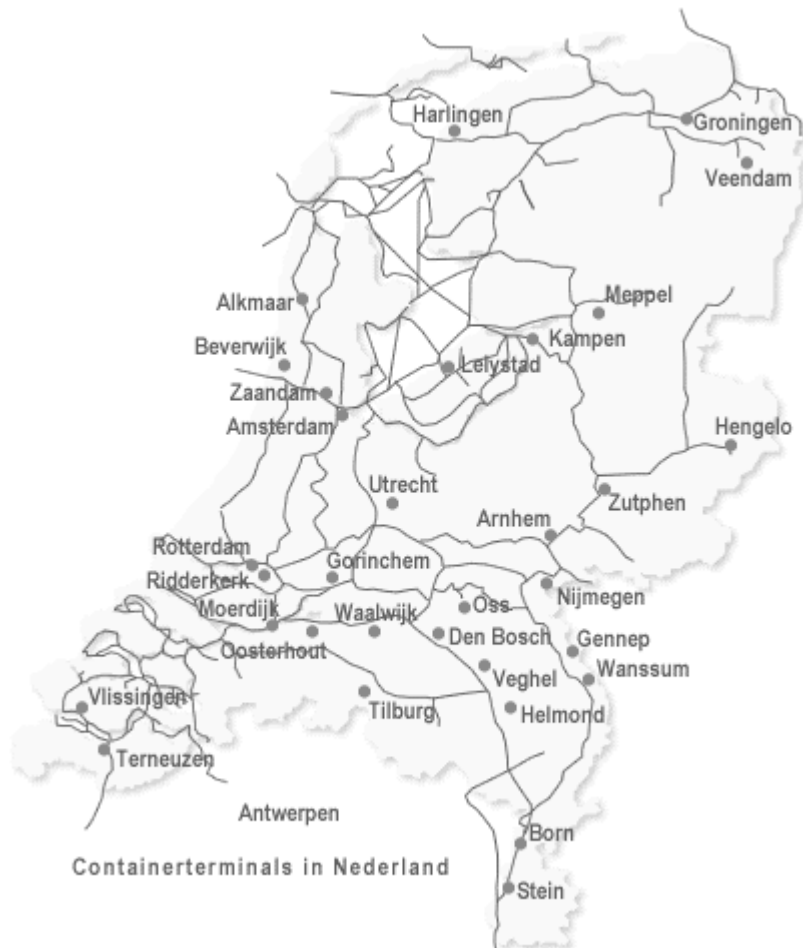 Harlingen
Groningen
Veendam
Alkmaar
Meppel
Beverwijk
Kampen
Lelystad
Zaandam
Amsterdam
Hengelo
Utrecht
Zutphen
Arnhem
Rotterdam
Gorinchem
Ridderkerk
Nijmegen
Moerdijk
Waalwijk
Oss
Den Bosch
Gennep
Oosterhout
Veghel
Wanssum
Vlissingen
Tilburg
Helmond
Terneuzen
Antwerpen
Born
Containerterminals in Nederland
Stein